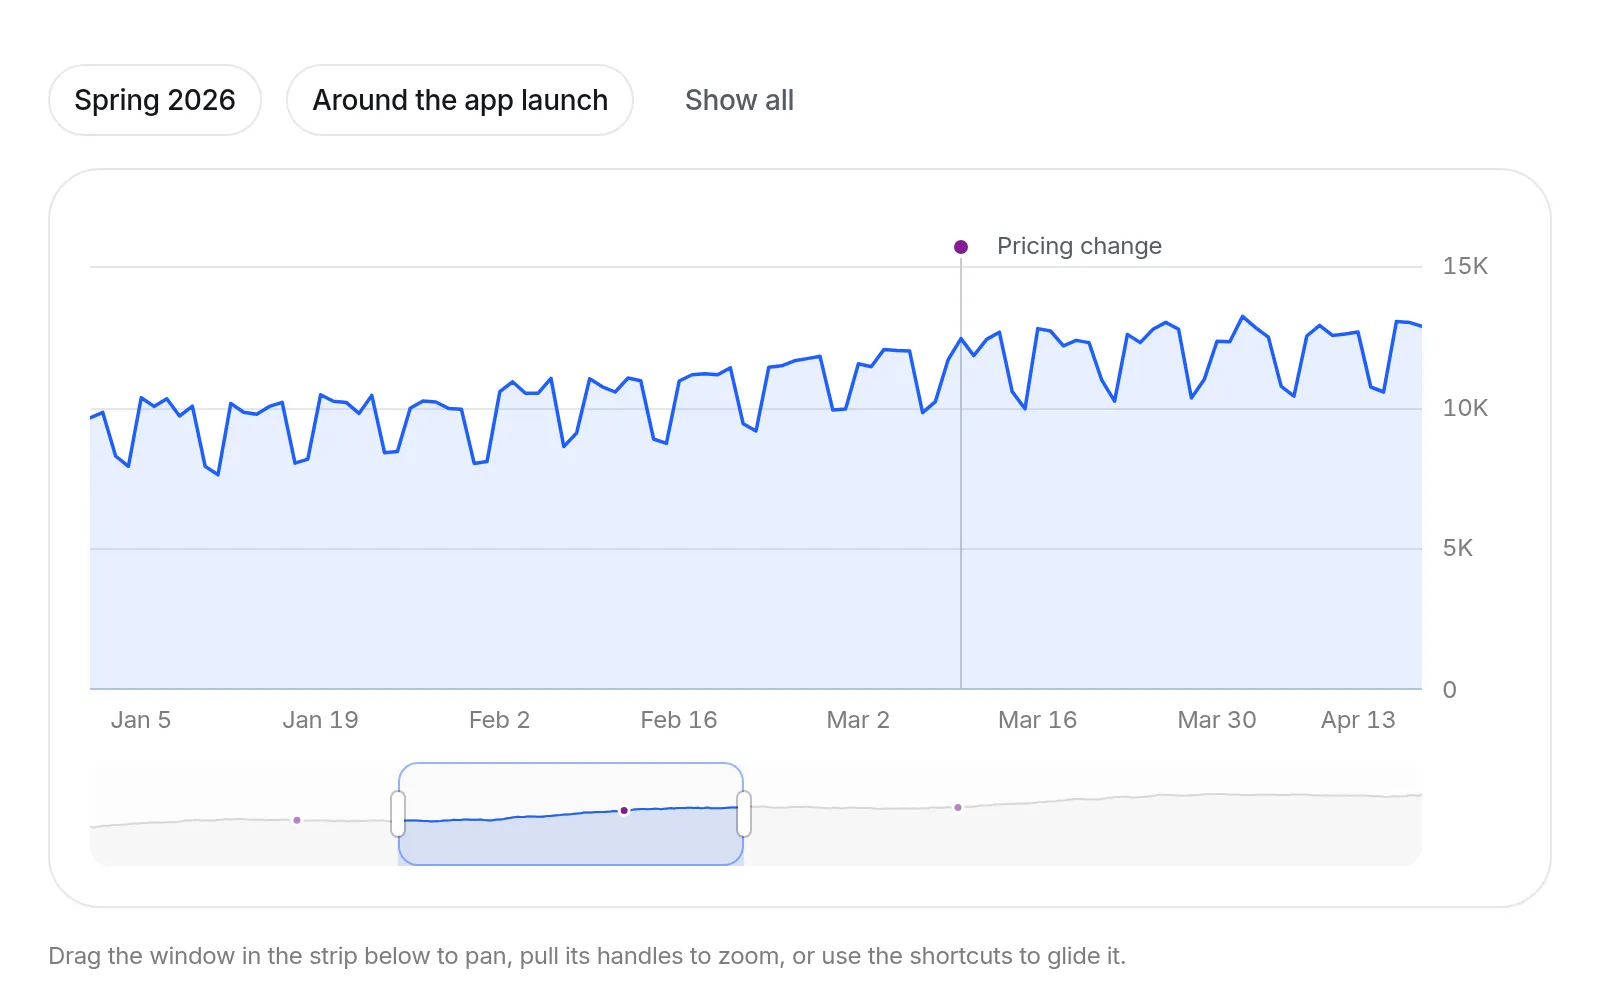 Spring 2026
Around the app launch
Show all
Pricing change
15K
10K
5K
0
Jan 5
Jan 19
Feb 2
Feb 16
Mar 2
Mar 16
Mar 30
Apr 13
Drag the window in the strip below to pan, pull its handles to zoom, or use the shortcuts to glide it.